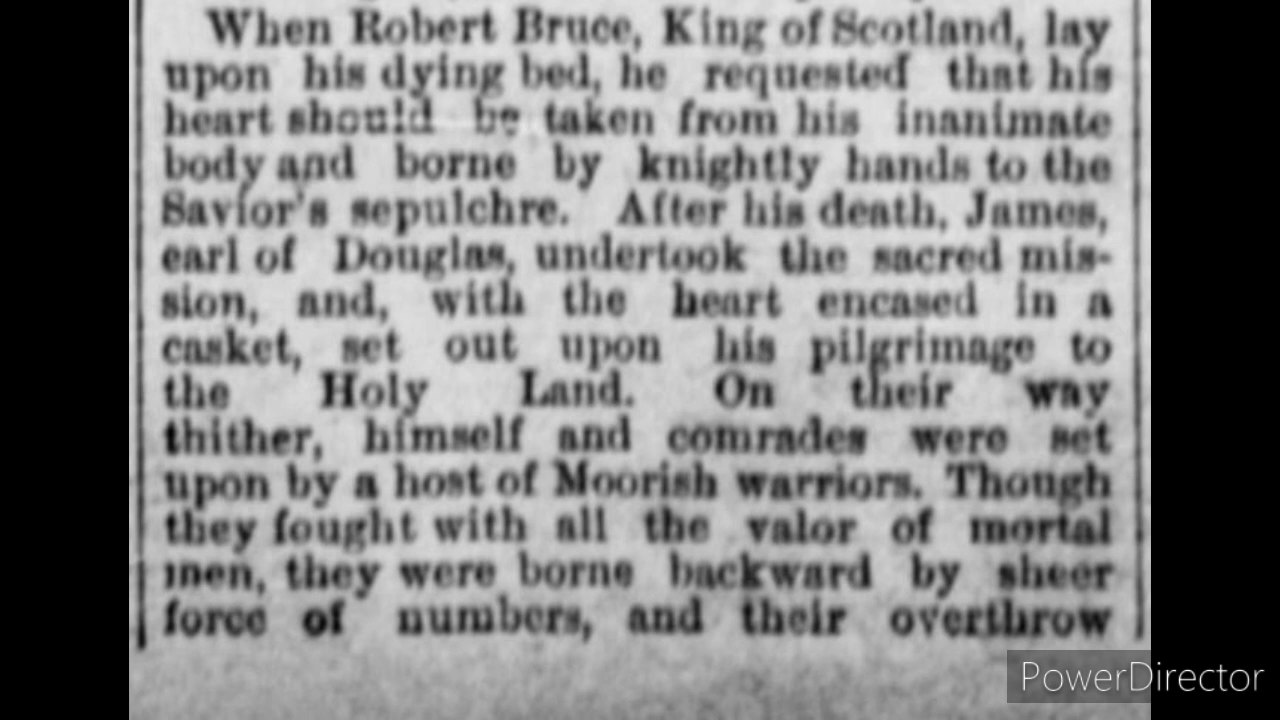 When Robert Bruce, King of Scotland, lay
upon his dying bed, he requested that his
heart should be taken from his inanimate
body and borne by knightly hands to the
Savior's sepulchre. After his death, James,
earl of Douglas, undertook the sacred mis-
sion, and, with the heart encased in a
casket, set out upon his pilgrimage to
the Holy Land. On their way
thither, himself and comrades were set
upon by a host of Moorish warriors. Though
they fought with all the valor of mortal
men, they were borne backward by sheer
force of numbers, and their overthrow
PowerDirector